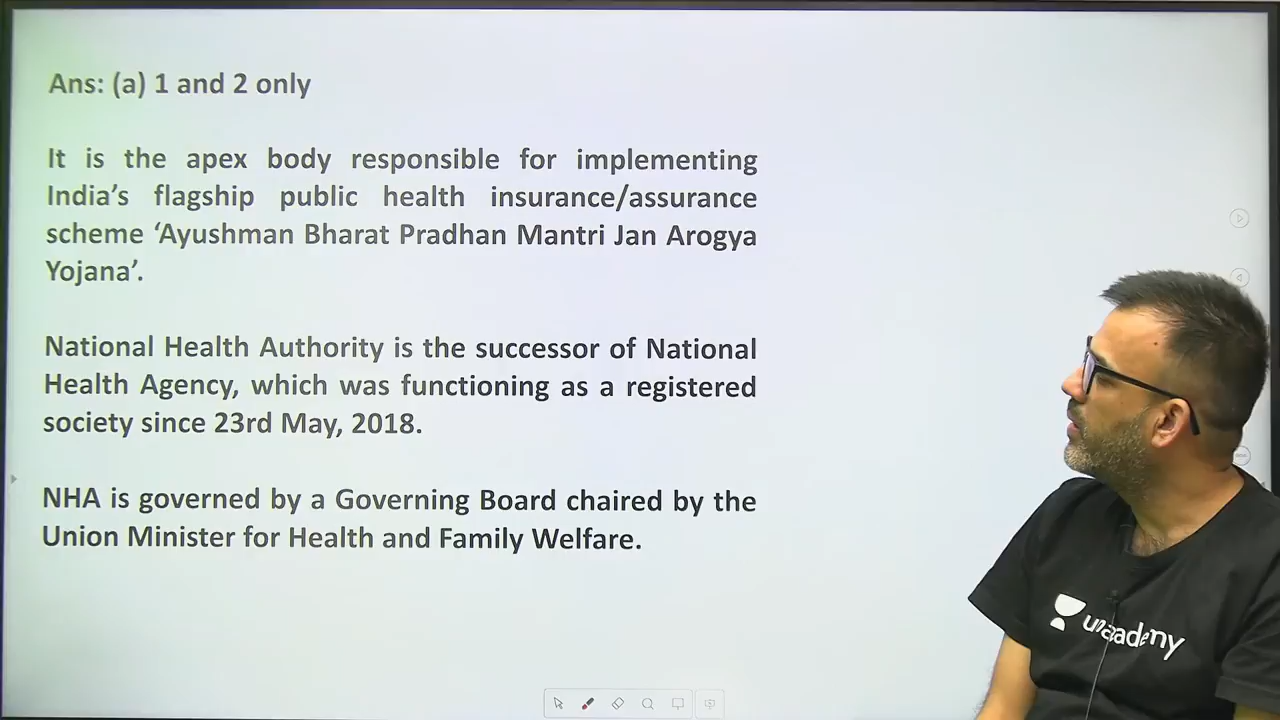 Ans: (a) 1 and 2 only
It is the apex body responsible for implementing
India’s flagship public health insurance/assurance
scheme ‘Ayushman Bharat Pradhan Mantri Jan Arogya
Yojana’.
National Health Authority is the successor of National
Health Agency, which was functioning as a registered
society since 23rd May, 2018.
NHA is governed by a Governing Board chaired by the
Union Minister for Health and Family Welfare.
unacademy